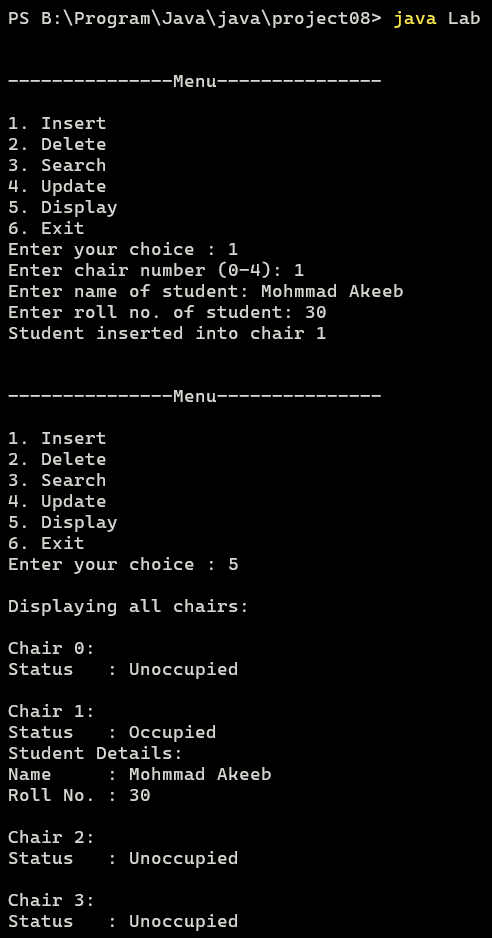 PS B:\Program\Java\java\project08> java Lab
---------------Menu---------------
1. Insert
2. Delete
3. Search
4. Update
5. Display
6. Exit
Enter your choice : 1
Enter chair number (0-4): 1
Enter name of student: Mohmmad Akeeb
Enter roll no. of student: 30
Student inserted into chair 1
---------------Menu---------------
1. Insert
2. Delete
3. Search
4. Update
5. Display
6. Exit
Enter your choice : 5
Displaying all chairs:
Chair 0:
Status   : Unoccupied
Chair 1:
Status   : Occupied
Student Details:
Name     : Mohmmad Akeeb
Roll No. : 30
Chair 2:
Status   : Unoccupied
Chair 3:
Status   : Unoccupied